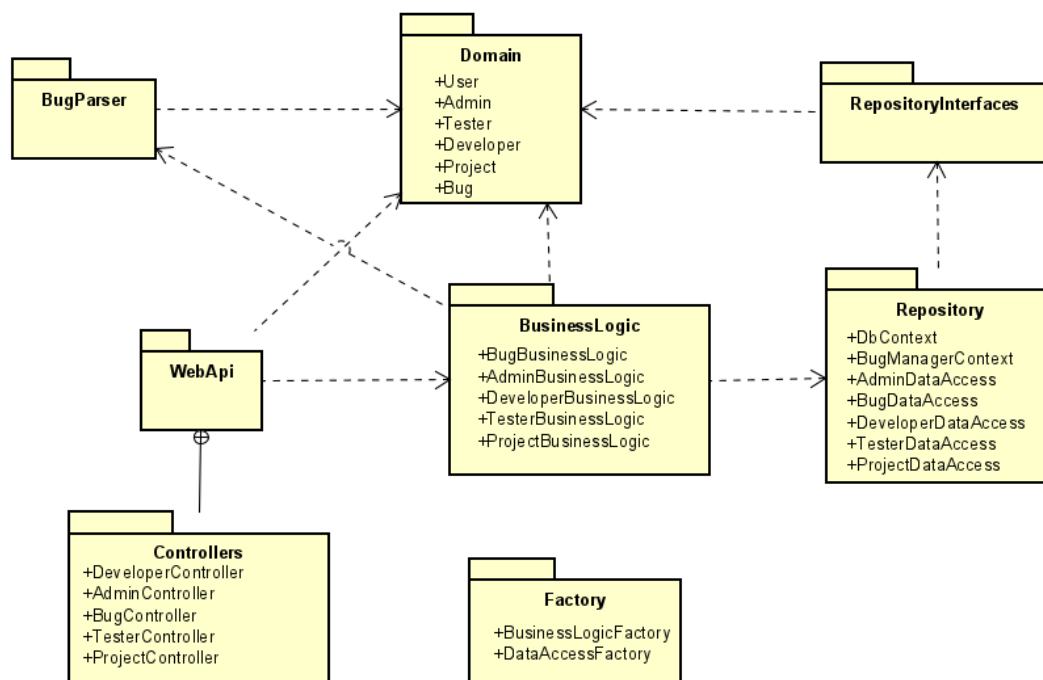 Domain
+User
+Admin
+Tester
+Developer
+Project
+Bug
BugParser
RepositoryInterfaces
BusinessLogic
+BugBusinessLogic
+AdminBusinessLogic
+DeveloperBusinessLogic
+TesterBusinessLogic
+ProjectBusinessLogic
Repository
+DbContext
+BugManagerContext
+AdminDataAccess
+BugDataAccess
+DeveloperDataAccess
+TesterDataAccess
+ProjectDataAccess
WebApi
Controllers
+DeveloperController
+AdminController
+BugController
+TesterController
+ProjectController
Factory
+BusinessLogicFactory
+DataAccessFactory